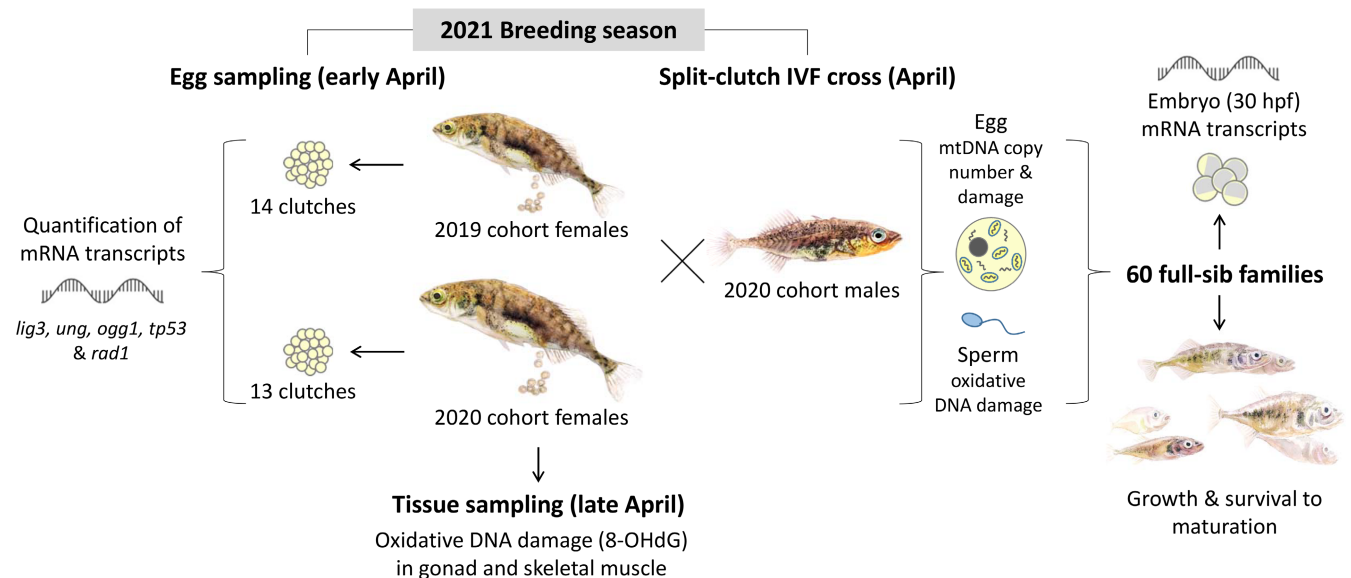 2021 Breeding season
Egg sampling (early April)
Split-clutch IVF cross (April)
Quantification of
mRNA transcripts
lig3, ung, ogg1, tp53
& rad1
14 clutches
2019 cohort females
13 clutches
2020 cohort females
Tissue sampling (late April)
Oxidative DNA damage (8-OHdG)
in gonad and skeletal muscle
2020 cohort males
Egg
mtDNA copy
number &
damage
Sperm
oxidative
DNA damage
Embryo (30 hpf)
mRNA transcripts
60 full-sib families
Growth & survival to
maturation